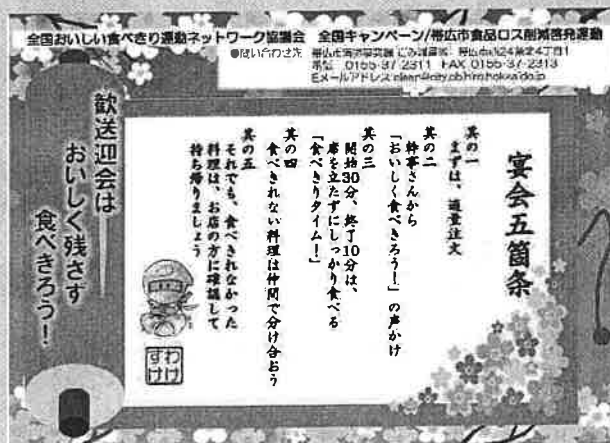 全国おいしい食べきり運動ネットワーク協議会 全国キャンペーン/帯広市食品ロス削減啓発運動
●問い合わせ先
電話 0155-37-2311 FAX 0155-37-2313
宴会五箇条
其の一
まずは、適量注文
其の二
幹事さんから
「おいしく食べきろう！」の声かけ
其の三
開始30分、終了10分は、
席を立たずにしっかり食べる
「食べきりタイム！」
其の四
食べきれない料理は仲間で分け合おう
其の五
それでも、食べきれなかった
料理は、お店の方に確認して
持ち帰りましょう
わけ
すけ
歓送迎会は
おいしく残さず
食べきろう！